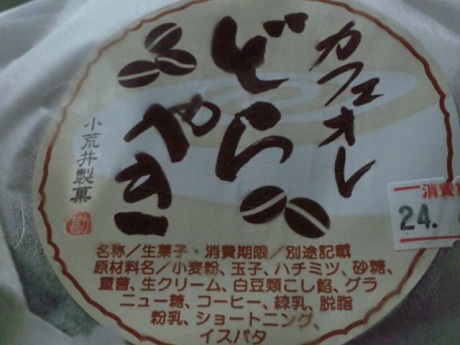 カフェオレ
どら
やき
小荒井製菓
消費期
24.
名称／生菓子・消費期限／別途記載
原材料名／小麦粉、玉子、ハチミツ、砂糖、
重曹、生クリーム、白豆類こし餡、グラ
ニュー糖、コーヒー、練乳、脱脂
粉乳、ショートニング、
イスパタ